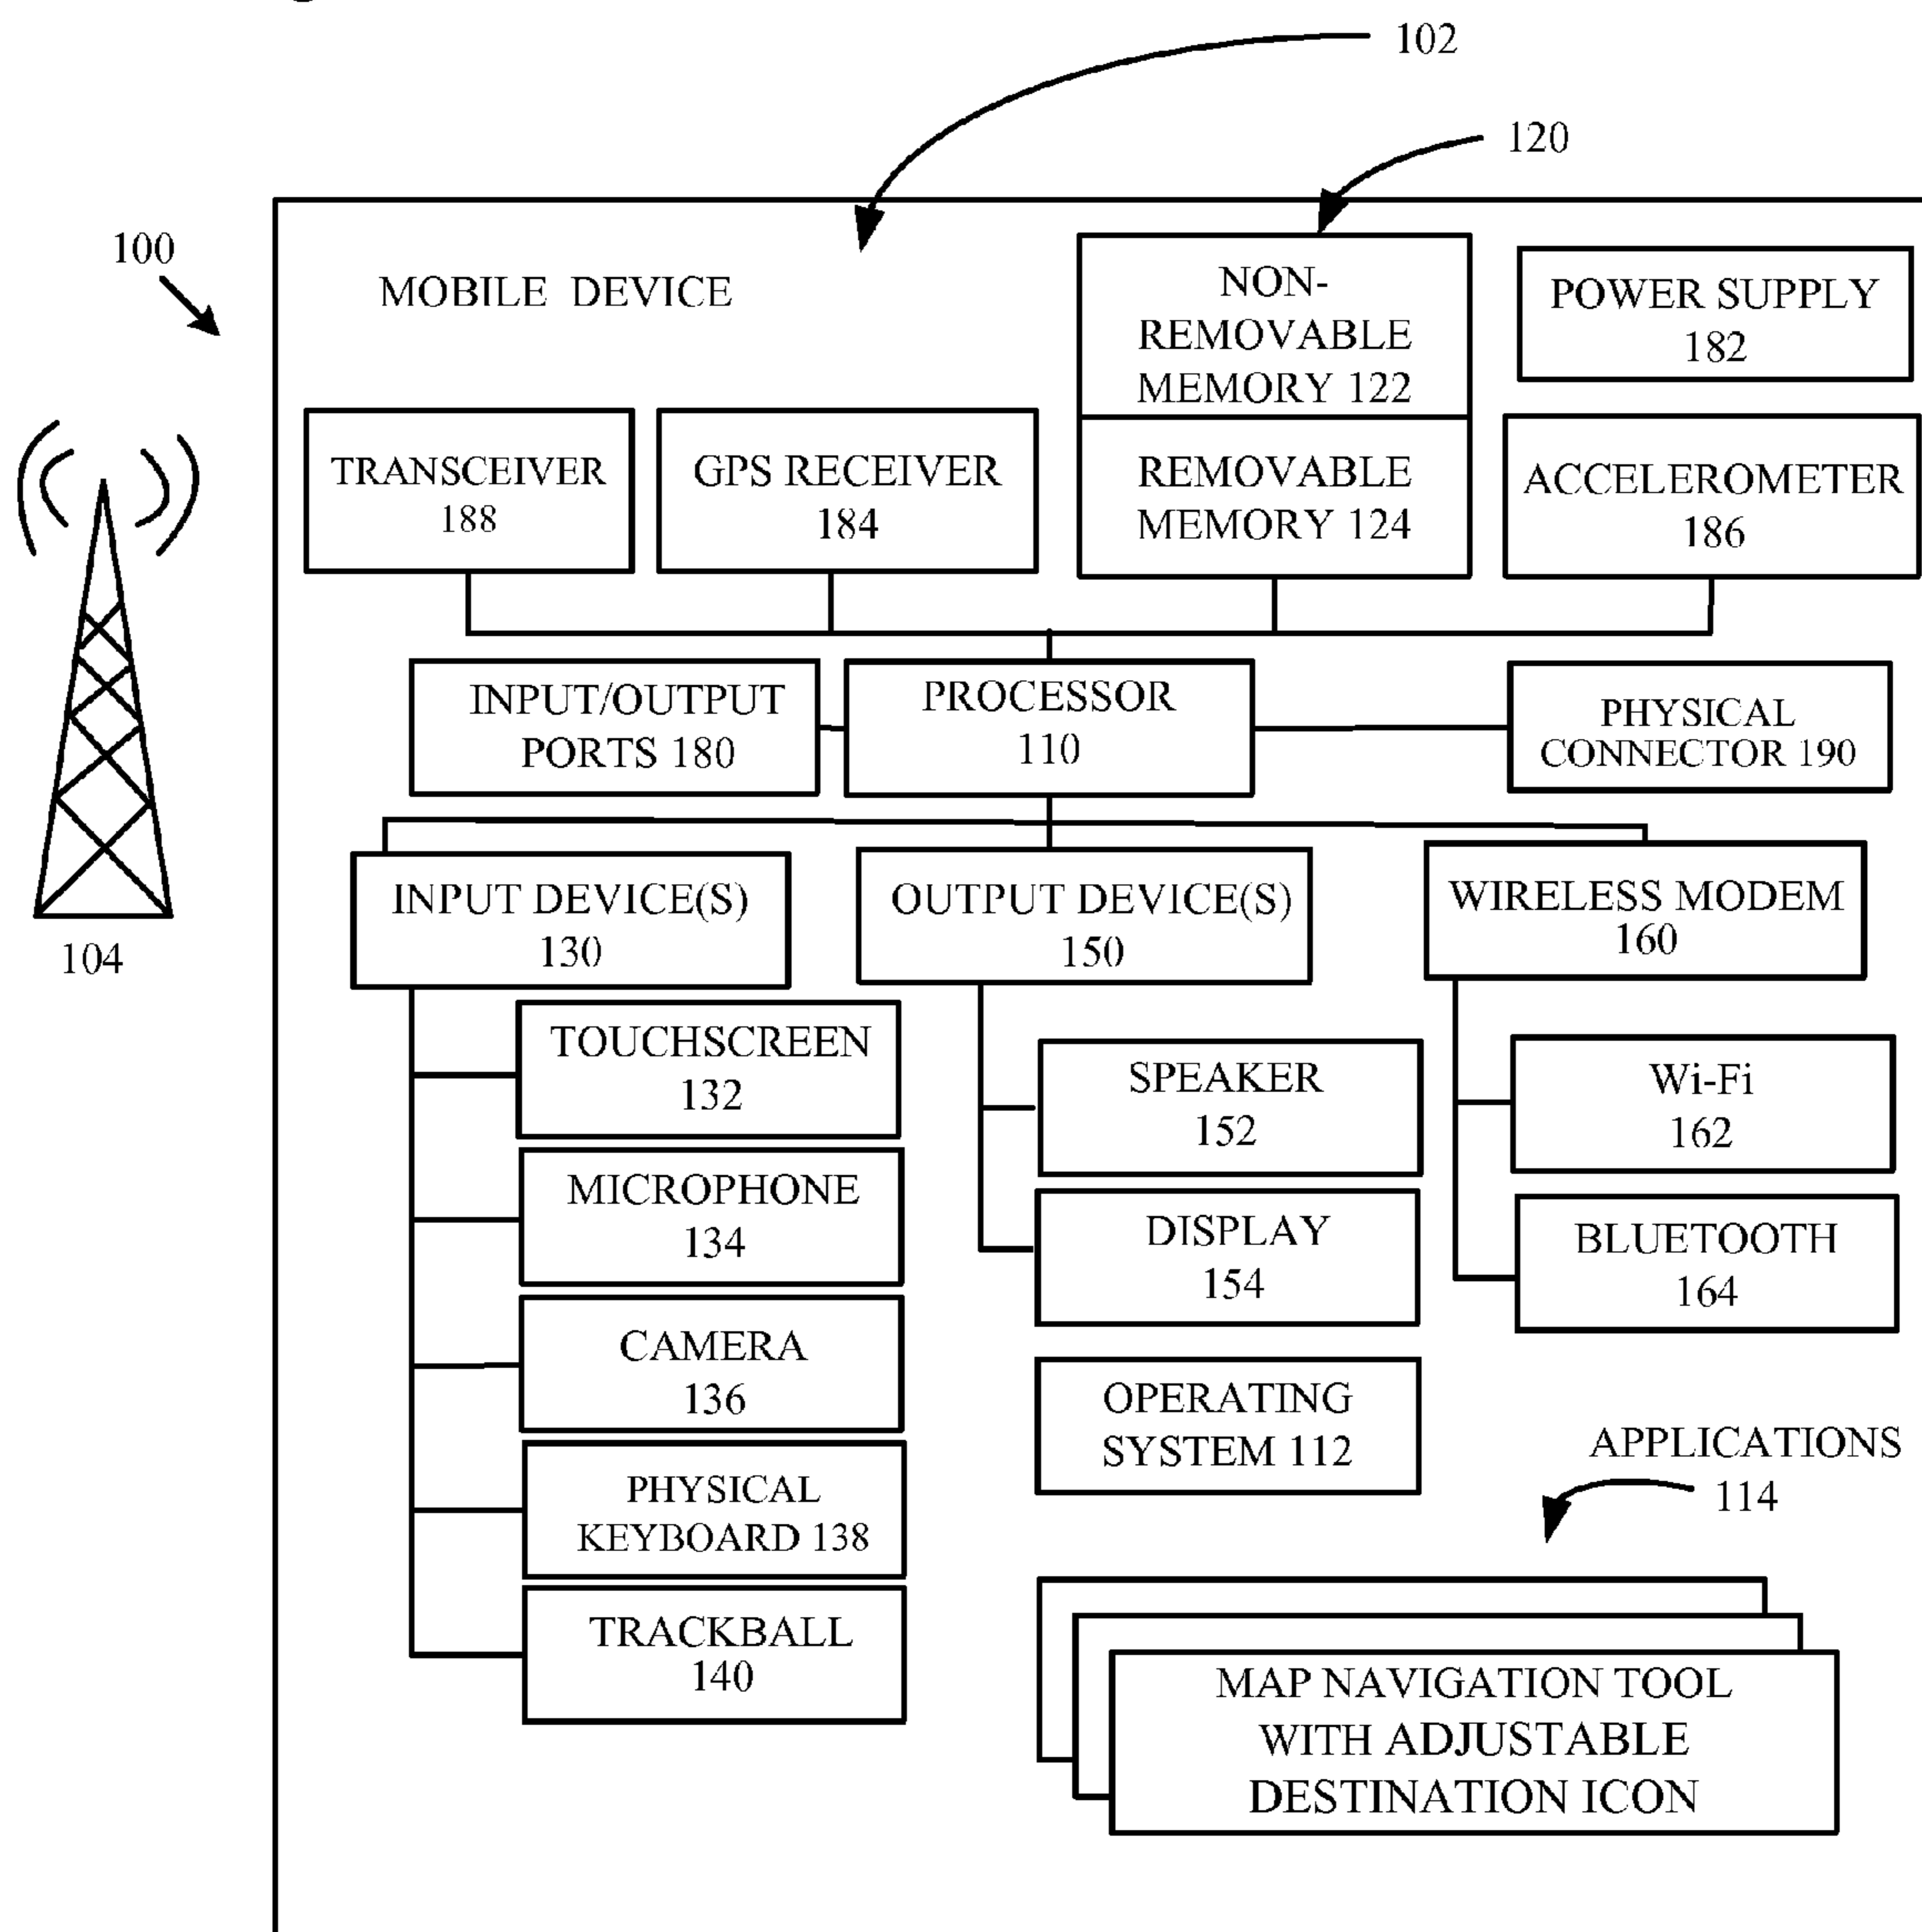 102
120
100
MOBILE DEVICE
NON-
REMOVABLE
MEMORY 122
POWER SUPPLY
182
TRANSCEIVER
188
GPS RECEIVER
184
REMOVABLE
MEMORY 124
ACCELEROMETER
186
INPUT/OUTPUT
PORTS 180
PROCESSOR
110
PHYSICAL
CONNECTOR 190
104
INPUT DEVICE(S)
130
OUTPUT DEVICE(S)
150
WIRELESS MODEM
160
TOUCHSCREEN
132
SPEAKER
152
Wi-Fi
162
MICROPHONE
134
DISPLAY
154
BLUETOOTH
164
CAMERA
136
OPERATING
SYSTEM 112
APPLICATIONS
114
PHYSICAL
KEYBOARD 138
TRACKBALL
140
MAP NAVIGATION TOOL
WITH ADJUSTABLE
DESTINATION ICON